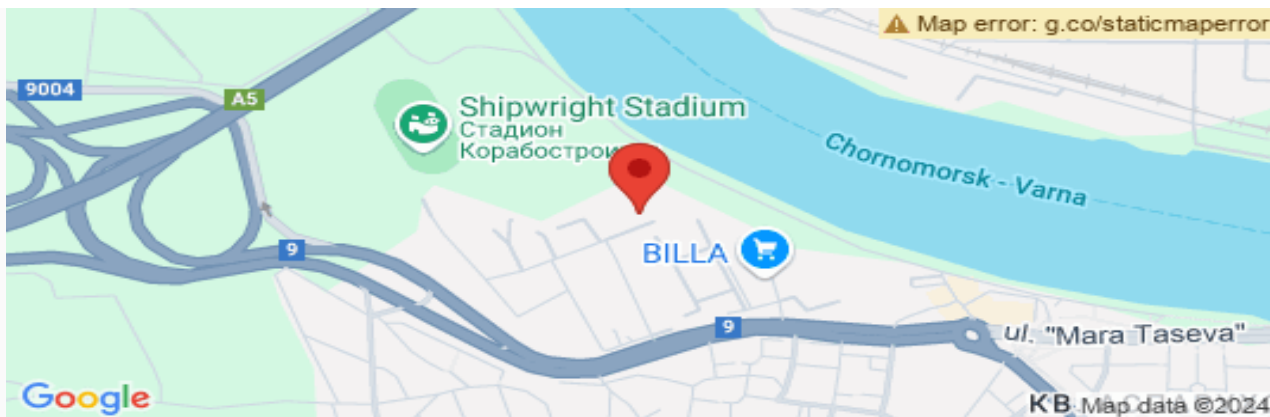 Map error: g.co/staticmaperror
9004
A5
Shipwright Stadium
Стадион
Chornomorsk - Varna
9
BILLA
9
ul. "Mara Taseva"
Google
КВ
Map data ©2024